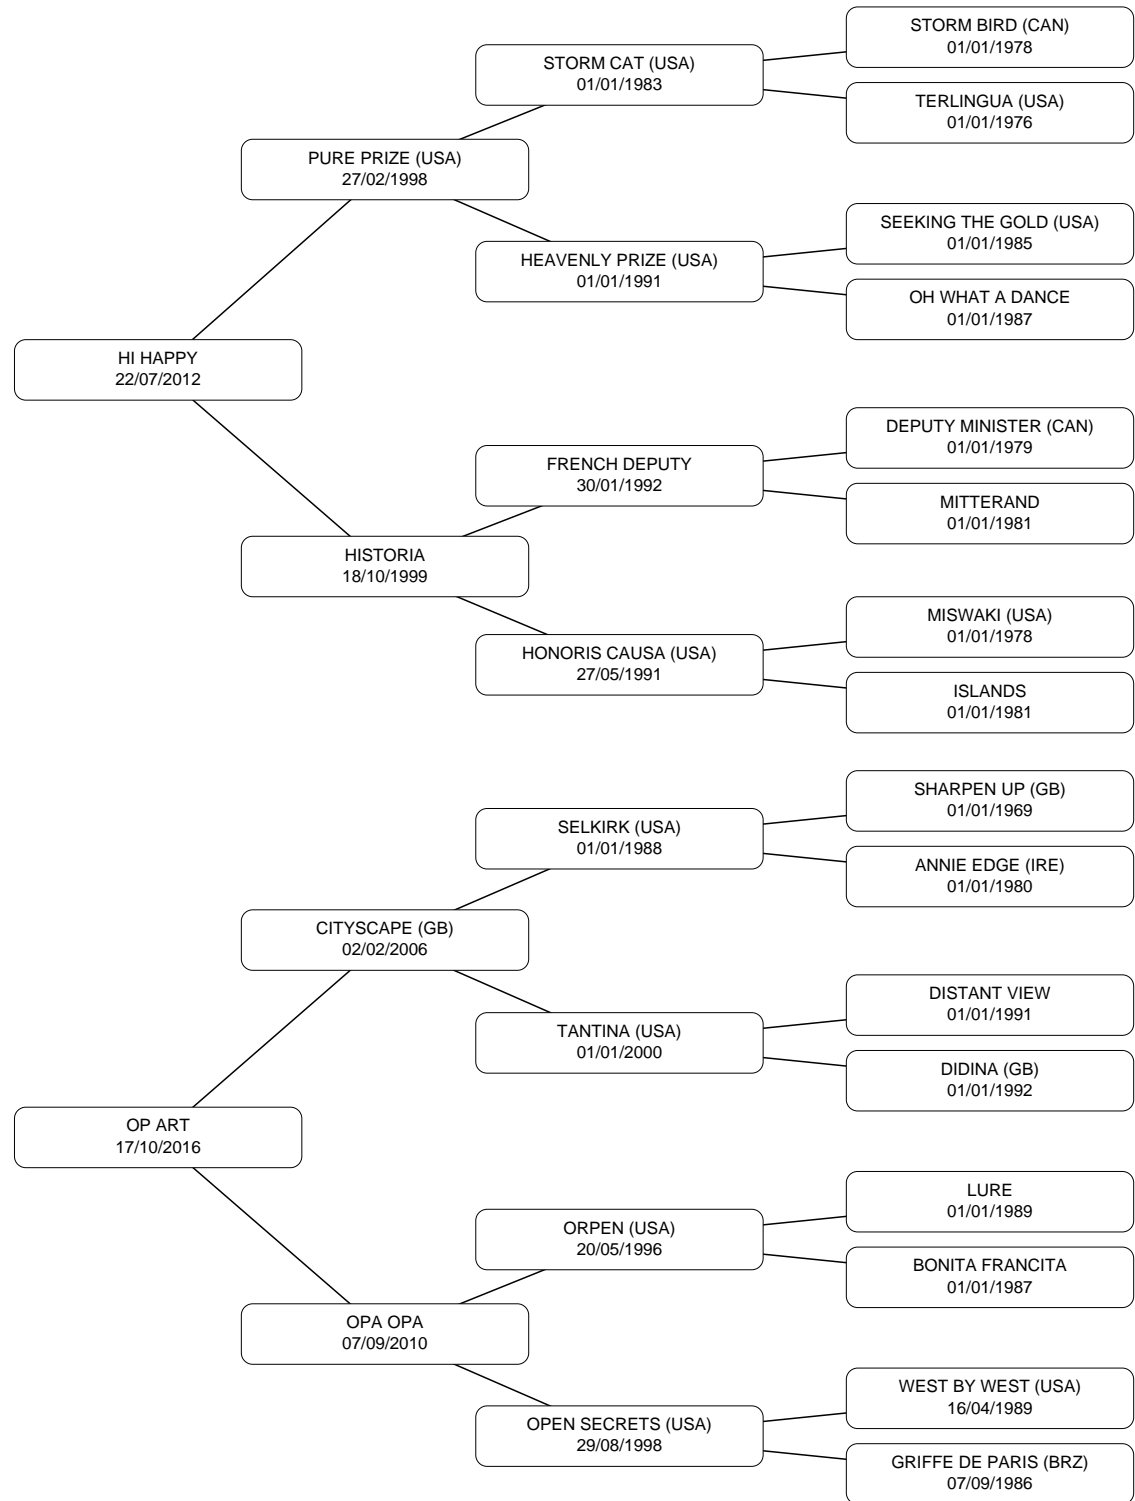 STORM BIRD (CAN)
01/01/1978
STORM CAT (USA)
01/01/1983
TERLINGUA (USA)
01/01/1976
PURE PRIZE (USA)
27/02/1998
SEEKING THE GOLD (USA)
01/01/1985
HEAVENLY PRIZE (USA)
01/01/1991
OH WHAT A DANCE
01/01/1987
HI HAPPY
22/07/2012
DEPUTY MINISTER (CAN)
01/01/1979
FRENCH DEPUTY
30/01/1992
MITTERAND
01/01/1981
HISTORIA
18/10/1999
MISWAKI (USA)
01/01/1978
HONORIS CAUSA (USA)
27/05/1991
ISLANDS
01/01/1981
SHARPEN UP (GB)
01/01/1969
SELKIRK (USA)
01/01/1988
ANNIE EDGE (IRE)
01/01/1980
CITYSCAPE (GB)
02/02/2006
DISTANT VIEW
01/01/1991
TANTINA (USA)
01/01/2000
DIDINA (GB)
01/01/1992
OP ART
17/10/2016
LURE
01/01/1989
ORPEN (USA)
20/05/1996
BONITA FRANCITA
01/01/1987
OPA OPA
07/09/2010
WEST BY WEST (USA)
16/04/1989
OPEN SECRETS (USA)
29/08/1998
GRIFFE DE PARIS (BRZ)
07/09/1986